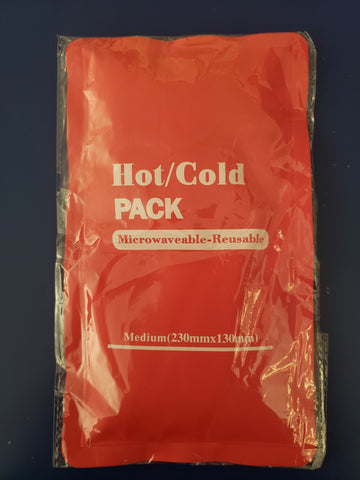 Hot/Cold
PACK
Microwaveable-Reusable
Medium(230mmx130mm)